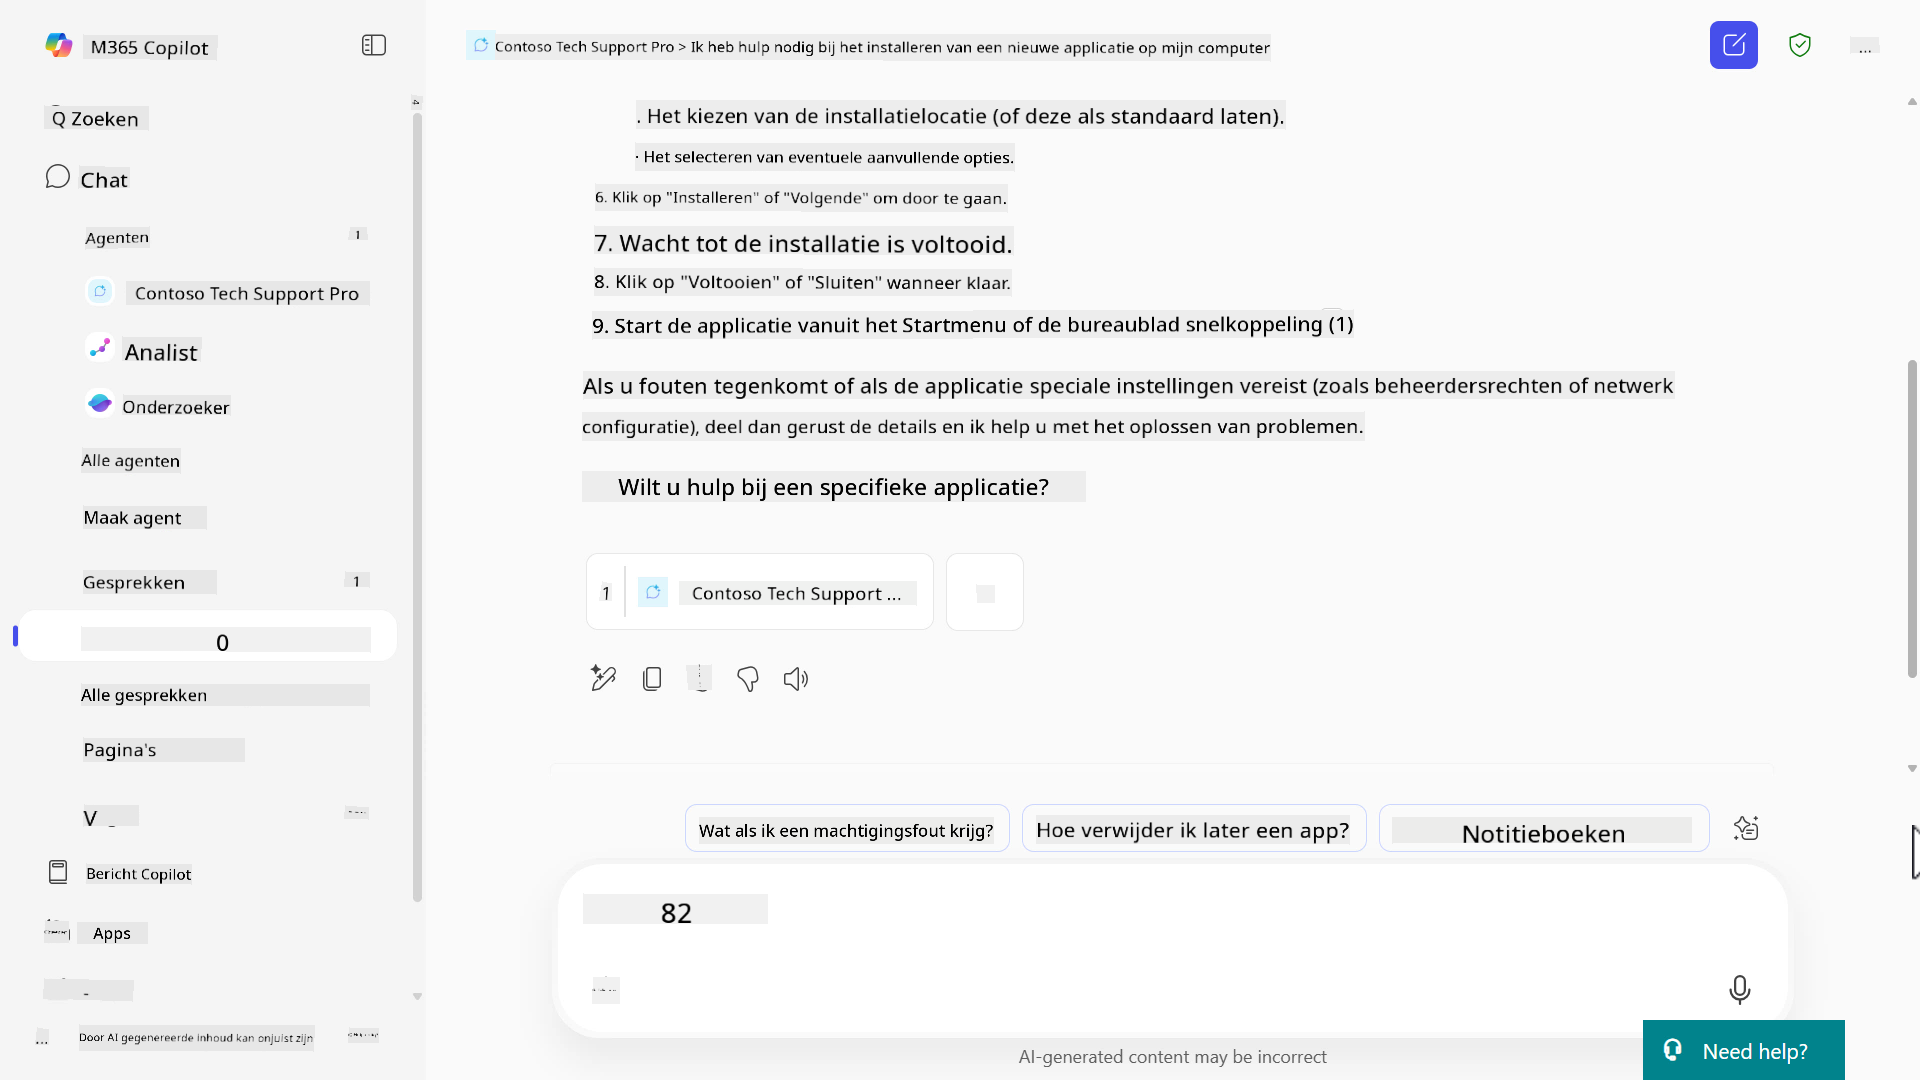 M365 Copilot
Q Zoeken
Chat
Agenten
1
Contoso Tech Support Pro
Analist
Onderzoeker
Alle agenten
Maak agent
Gesprekken
1
0
Alle gesprekken
Pagina's
V
Bericht Copilot
Apps
...
Door AI gegenereerde inhoud kan onjuist zijn
Contoso Tech Support Pro > Ik heb hulp nodig bij het installeren van een nieuwe applicatie op mijn computer
...
. Het kiezen van de installatielocatie (of deze als standaard laten).
· Het selecteren van eventuele aanvullende opties.
6. Klik op "Installeren" of "Volgende" om door te gaan.
7. Wacht tot de installatie is voltooid.
8. Klik op "Voltooien" of "Sluiten" wanneer klaar.
9. Start de applicatie vanuit het Startmenu of de bureaublad snelkoppeling (1)
Als u fouten tegenkomt of als de applicatie speciale instellingen vereist (zoals beheerdersrechten of netwerk
configuratie), deel dan gerust de details en ik help u met het oplossen van problemen.
Wilt u hulp bij een specifieke applicatie?
1
Contoso Tech Support ...
Wat als ik een machtigingsfout krijg?
Hoe verwijder ik later een app?
Notitieboeken
82
AI-generated content may be incorrect
Need help?